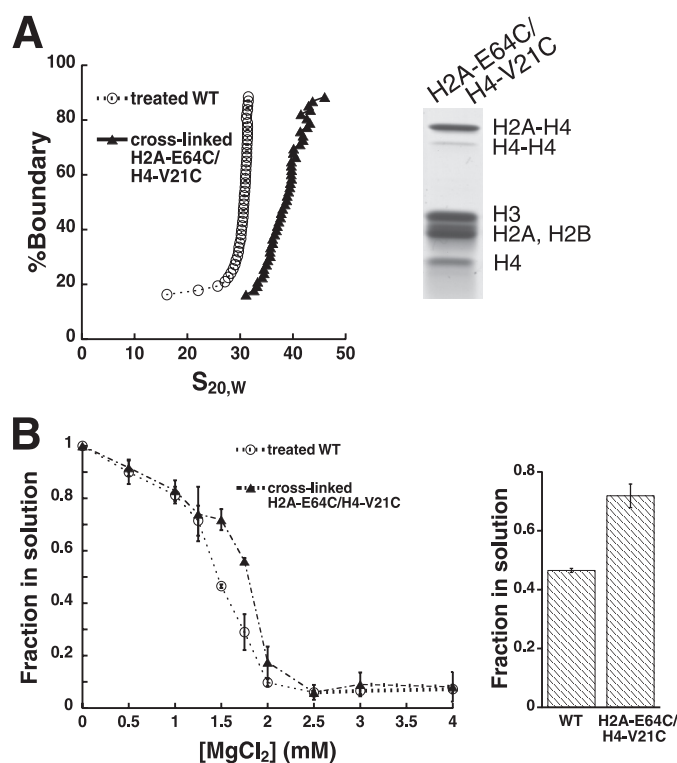 A
H2A-E64C/
H4-V21C
100
80
60
40
20
0
%Boundary
treated WT
cross-linked
H2A-E64C/
H4-V21C
0 10 20 30 40 50
S20,W
H2A-H4
H4-H4
H3
H2A, H2B
H4
B
1
0.8
0.6
0.4
0.2
0
Fraction in solution
treated WT
cross-linked
H2A-E64C/H4-V21C
0 0.5 1 1.5 2 2.5 3 3.5 4
[MgCl2] (mM)
0.8
0.6
0.4
0.2
0
Fraction in solution
WT H2A-E64C/
H4-V21C